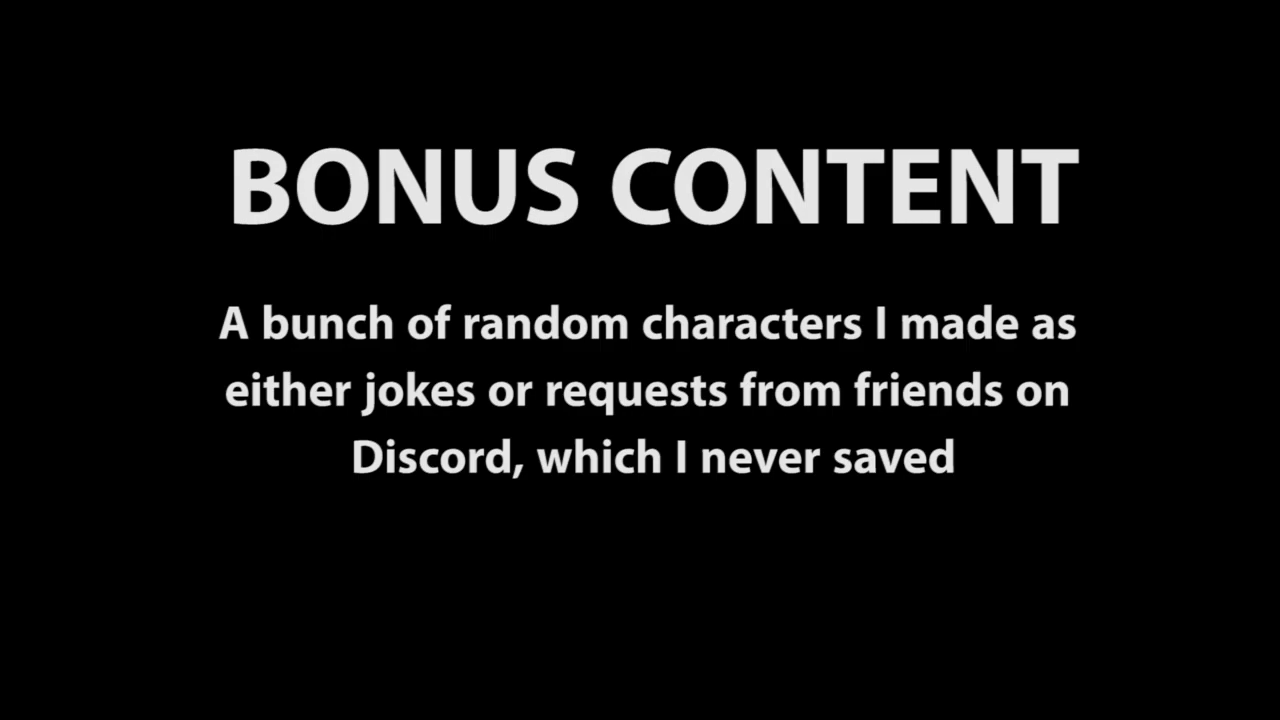 BONUS CONTENT
A bunch of random characters I made as
either jokes or requests from friends on
Discord, which I never saved